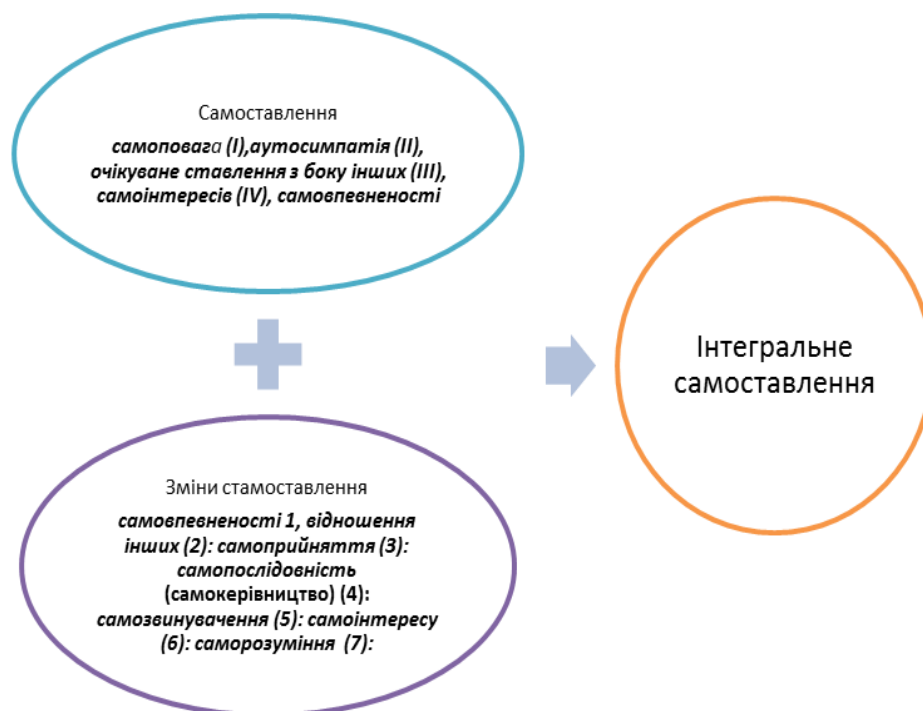 Самоставлення
самоповага (I),аутосимпатія (II),
очікуване ставлення з боку інших (III),
самоінтересів (IV), самовпевненості
Зміни стамоставлення
самовпевненості 1, відношення
інших (2): самоприйняття (3):
самопослідовність
(самокерівництво) (4):
самозвинувачення (5): самоінтересу
(6): саморозуміння (7):
Інтегральне
самоставлення